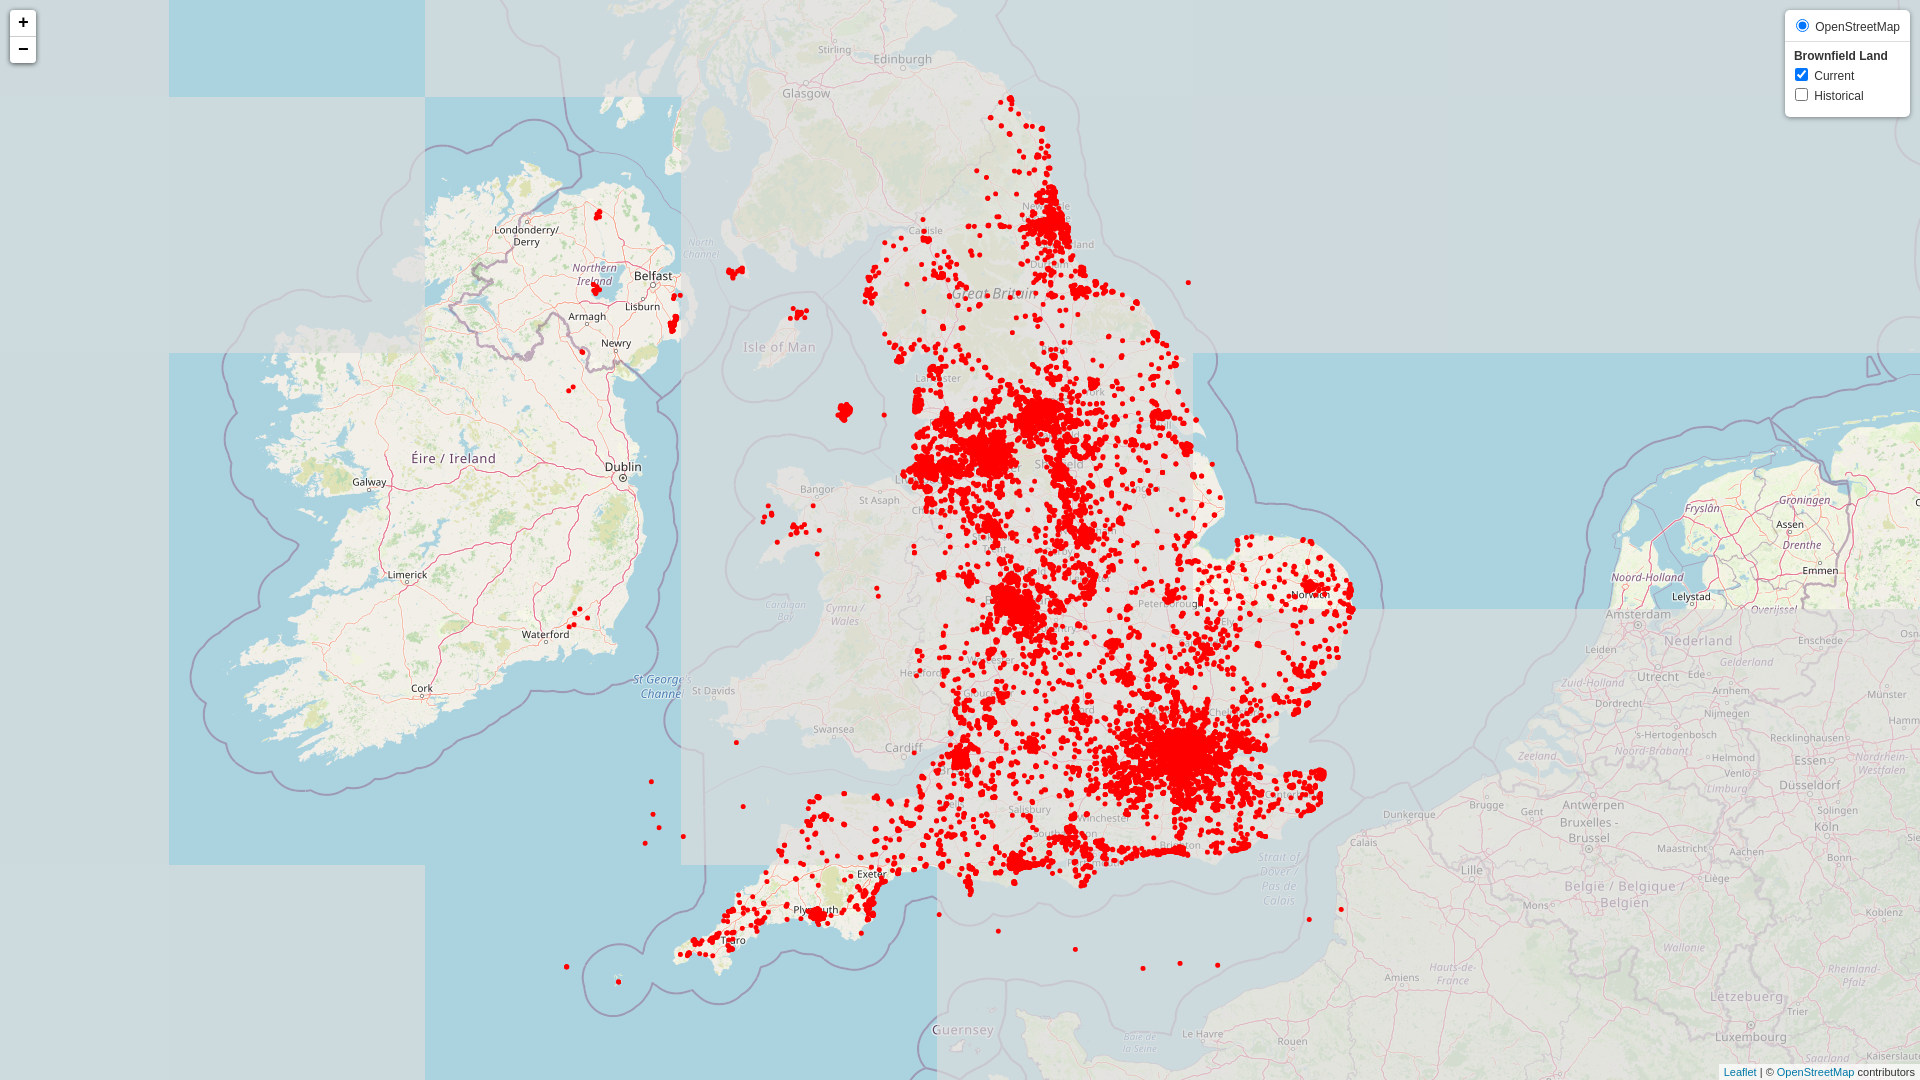 +
−
OpenStreetMap
Brownfield Land
Current
Historical
Stirling
Edinburgh
Glasgow
Londonderry/
Derry
North
Channel
Carlisle
Northern
Ireland
Belfast
Lisburn
Great Britain
Armagh
Newry
Isle of Man
Éire / Ireland
Dublin
Galway
Bangor
St Asaph
Groningen
Fryslân
Assen
Drenthe
Limerick
Emmen
Noord-Holland
Lelystad
Norwich
Peterborough
Cardigan
Bay
Cymru /
Wales
Overijssel
Amsterdam
Waterford
Nederland
Enschede
Leiden
Gelderland
Utrecht
Ede
St George's
Channel
St Davids
Cork
Zuid-Holland
Arnhem
Münster
Dordrecht
Nijmegen
Swansea
Cardiff
's-Hertogenbosch
Noord-Brabant
Recklinghausen
Zeeland
Helmond
Essen
Venlo
Nordrhein-
Westfalen
Limburg
Düsseldorf
Brugge
Antwerpen
Gent
Solingen
Salisbury
Winchester
Dunkerque
Bruxelles -
Brussel
Köln
Calais
Maastricht
Aachen
Bonn
Strait of
Dover /
Pas de
Calais
Exeter
Lille
Liège
België / Belgique /
Belgien
Mons
Koblenz
Plymouth
Truro
Wallonie
Amiens
Hauts-de-
France
Rheinland-
Pfalz
Lëtzebuerg
Trier
Guernsey
Le Havre
Rouen
Baie de
la Seine
Luxembourg
Saarland
Kaiserslautern
Leaflet | © OpenStreetMap contributors